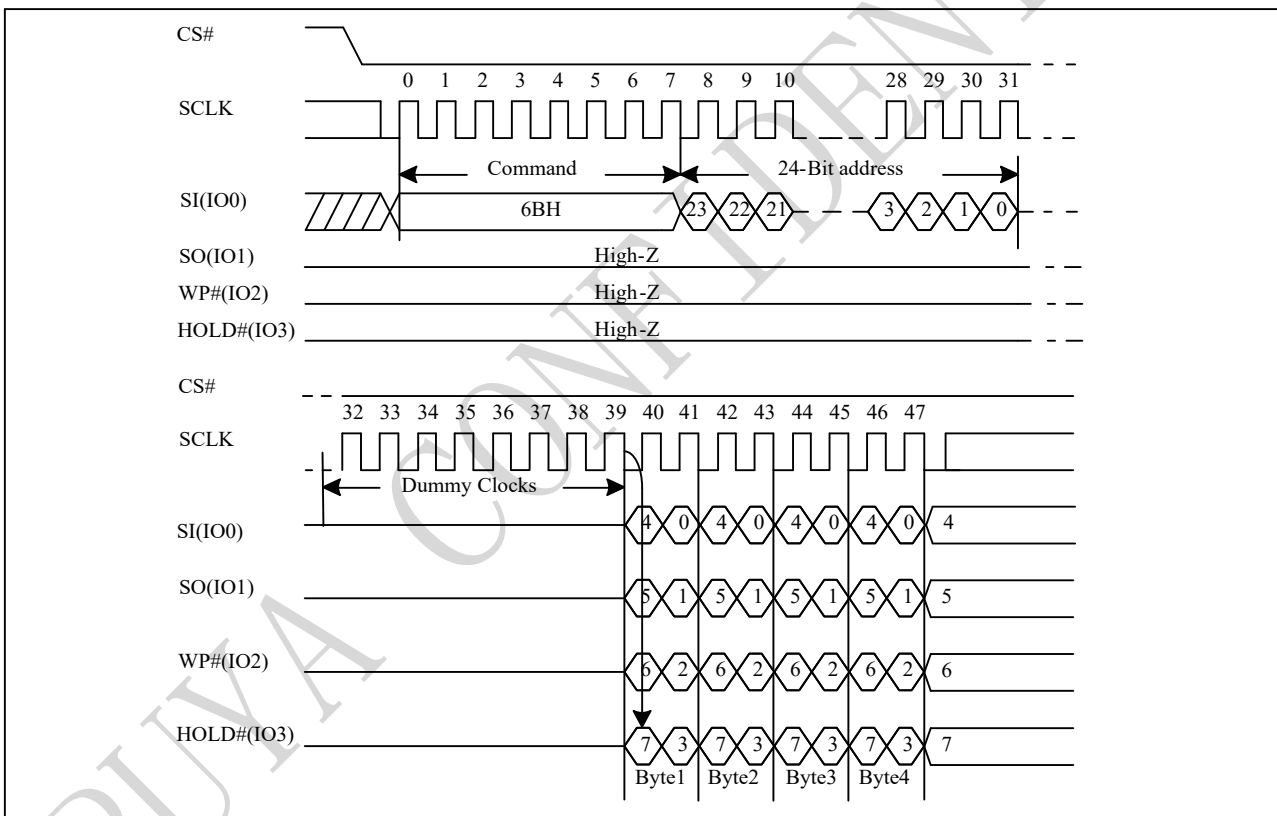 CS#
0 1 2 3 4 5 6 7 8 9 10 28 29 30 31
SCLK
Command 24-Bit address
SI(IO0) 6BH 23 22 21 3 2 1 0
SO(IO1) High-Z
WP#(IO2) High-Z
HOLD#(IO3) High-Z
CS#
32 33 34 35 36 37 38 39 40 41 42 43 44 45 46 47
SCLK
Dummy Clocks
SI(IO0) 4 0 4 0 4 0 4 0 4
SO(IO1) 5 1 5 1 5 1 5 1 5
WP#(IO2) 6 2 6 2 6 2 6 2 6
HOLD#(IO3) 7 3 7 3 7 3 7 3 7
Byte1 Byte2 Byte3 Byte4
PUYA CONFIDENT